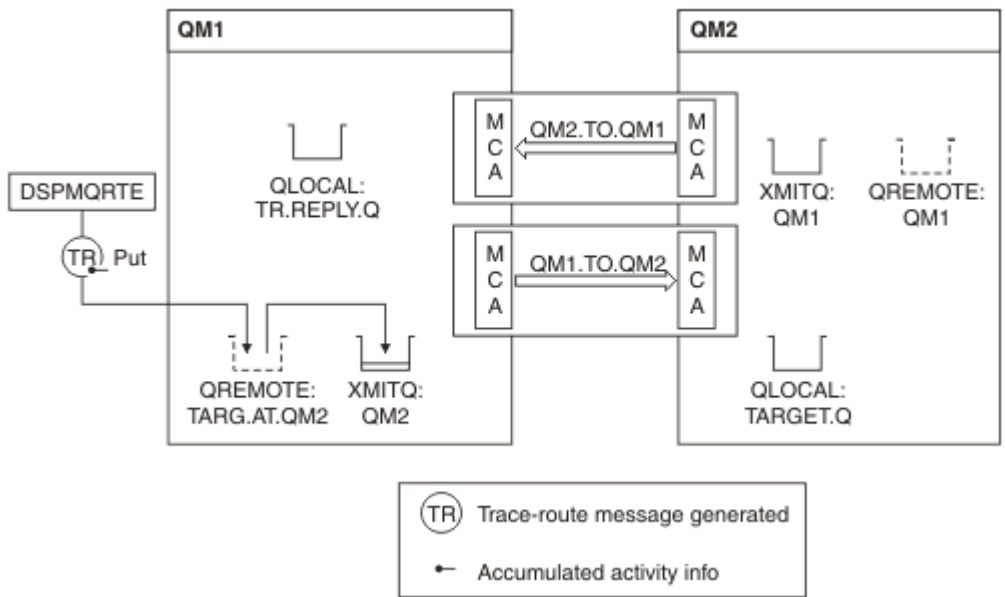 QM1
QM2
M
C
A
QM2.TO.QM1
M
C
A
QLOCAL:
TR.REPLY.Q
XMITQ:
QM1
QREMOTE:
QM1
DSPMQRTE
TR
Put
M
C
A
QM1.TO.QM2
M
C
A
QREMOTE:
TARG.AT.QM2
XMITQ:
QM2
QLOCAL:
TARGET.Q
TR Trace-route message generated
Accumulated activity info